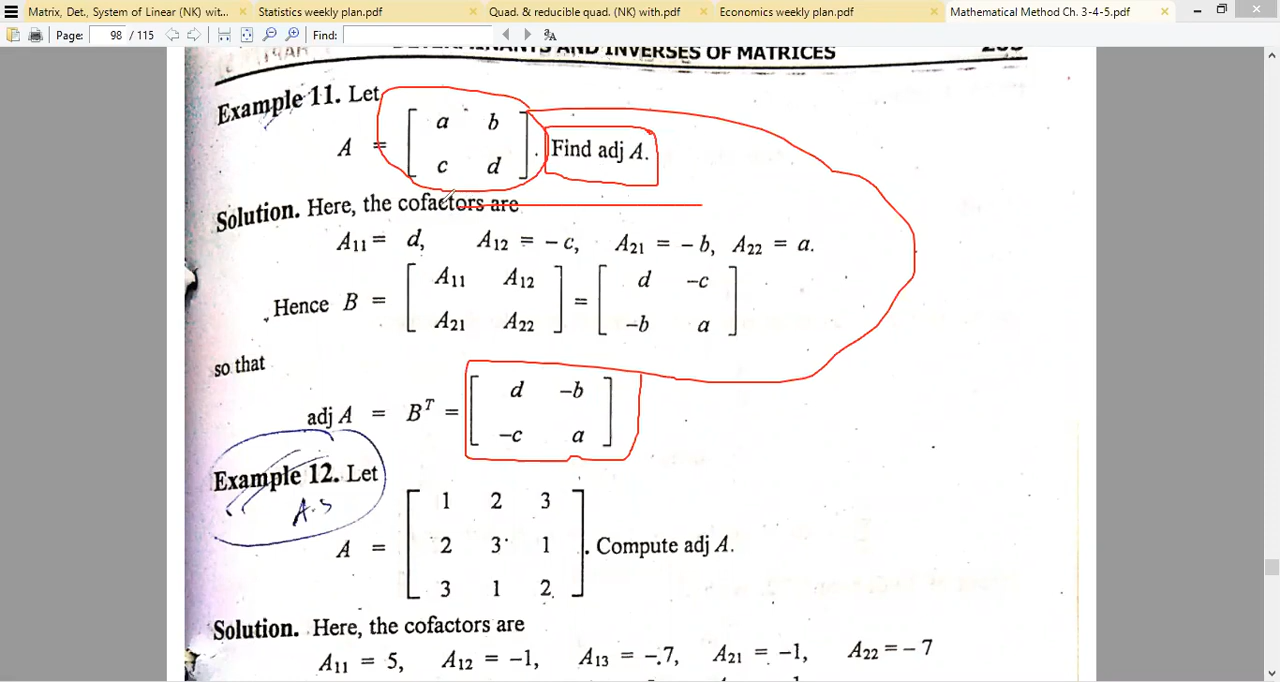 Matrix, Det., System of Linear (NK) wit... × Statistics weekly plan.pdf × Quad. & reducible quad. (NK) with.pdf × Economics weekly plan.pdf × Mathematical Method Ch. 3-4-5.pdf ×
Page: 98 / 115 Find:
AND INVERSES OF MATRICES
Example 11. Let
A = [ a b
c d ] . Find adj A.
Solution. Here, the cofactors are
A11 = d, A12 = – c, A21 = – b, A22 = a.
Hence B = [ A11 A12 ] = [ d –c ]
A21 A22 –b a
so that
adj A = B^T = [ d –b
–c a ]
Example 12. Let
A.S
1 2 3
A = [ 2 3 1 ] . Compute adj A.
3 1 2
Solution. Here, the cofactors are
A11 = 5, A12 = –1, A13 = –7, A21 = –1, A22 = – 7